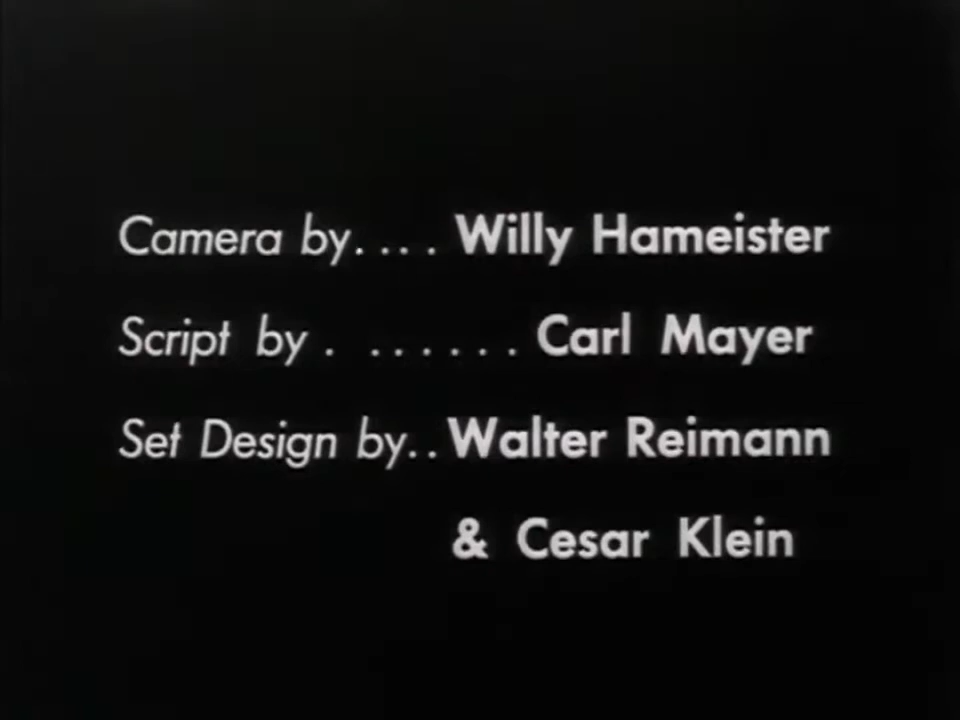 Camera by. . . . Willy Hameister
Script by . . . . . . . Carl Mayer
Set Design by. . Walter Reimann
& Cesar Klein